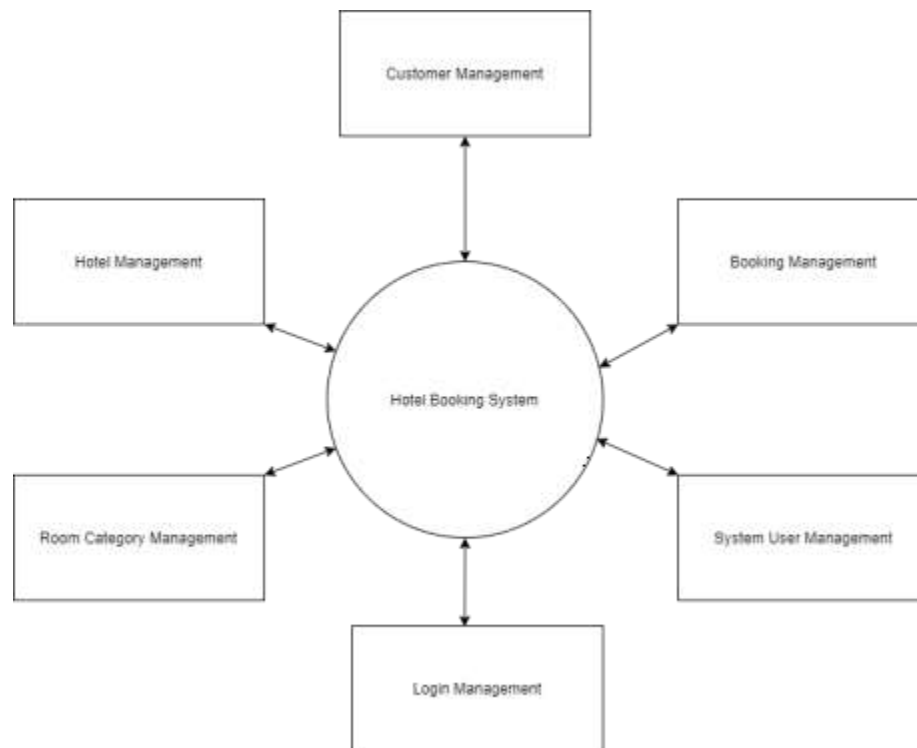 Customer Management
Hotel Management
Booking Management
Hotel Booking System
Room Category Management
System User Management
Login Management